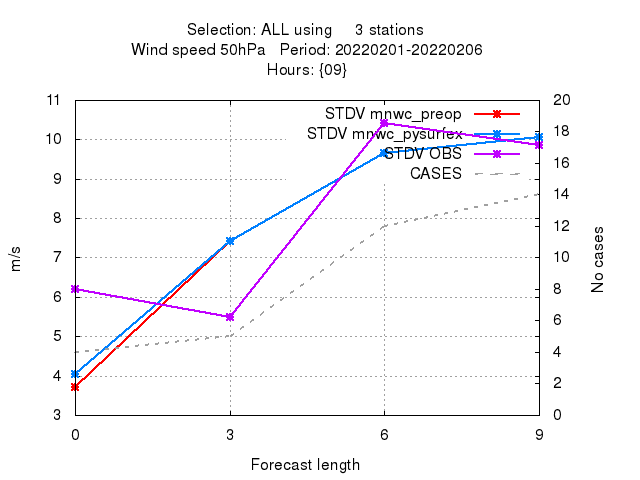 Selection: ALL using     3 stations
Wind speed 50hPa   Period: 20220201-20220206
Hours: {09}
STDV mnwc_preop
STDV mnwc_pysurfex
STDV OBS
CASES
11
10
9
8
7
6
5
4
3
20
18
16
14
12
10
8
6
4
2
0
m/s
No cases
0 3 6 9
Forecast length